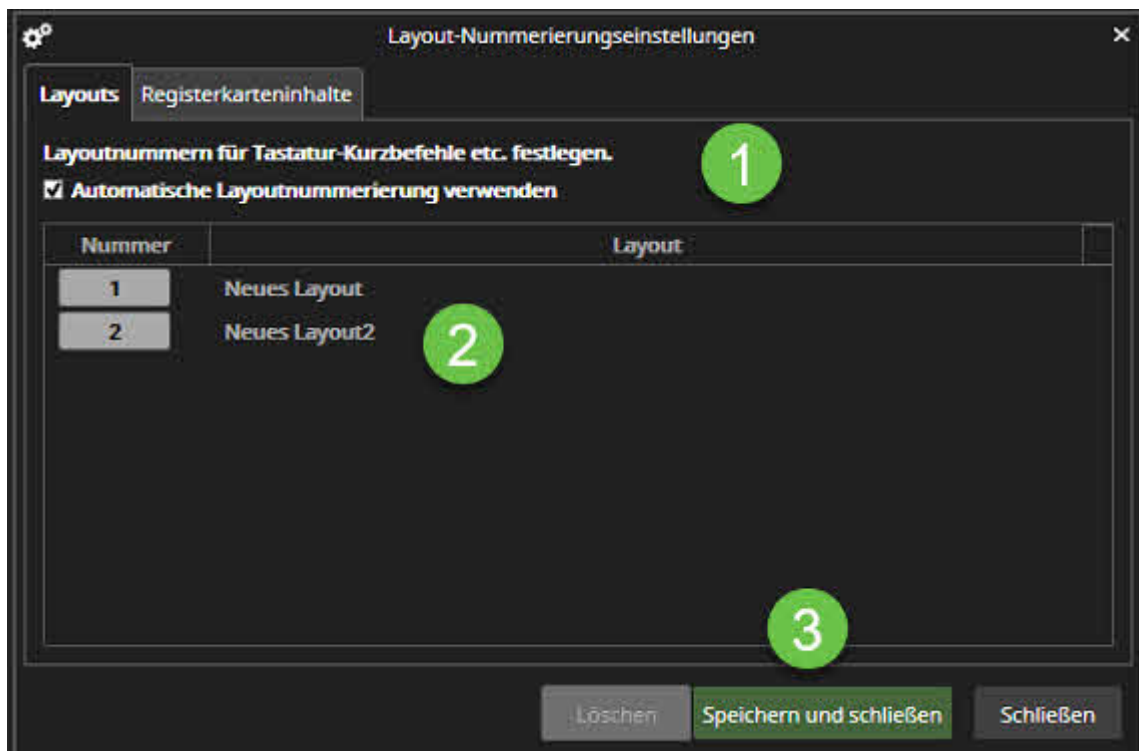 Layout-Nummerierungseinstellungen
Layouts Registerkarteninhalte
Layoutnummern für Tastatur-Kurzbefehle etc. festlegen.
1
Automatische Layoutnummerierung verwenden
Nummer Layout
1 Neues Layout
2 Neues Layout2
2
3
Löschen Speichern und schließen Schließen